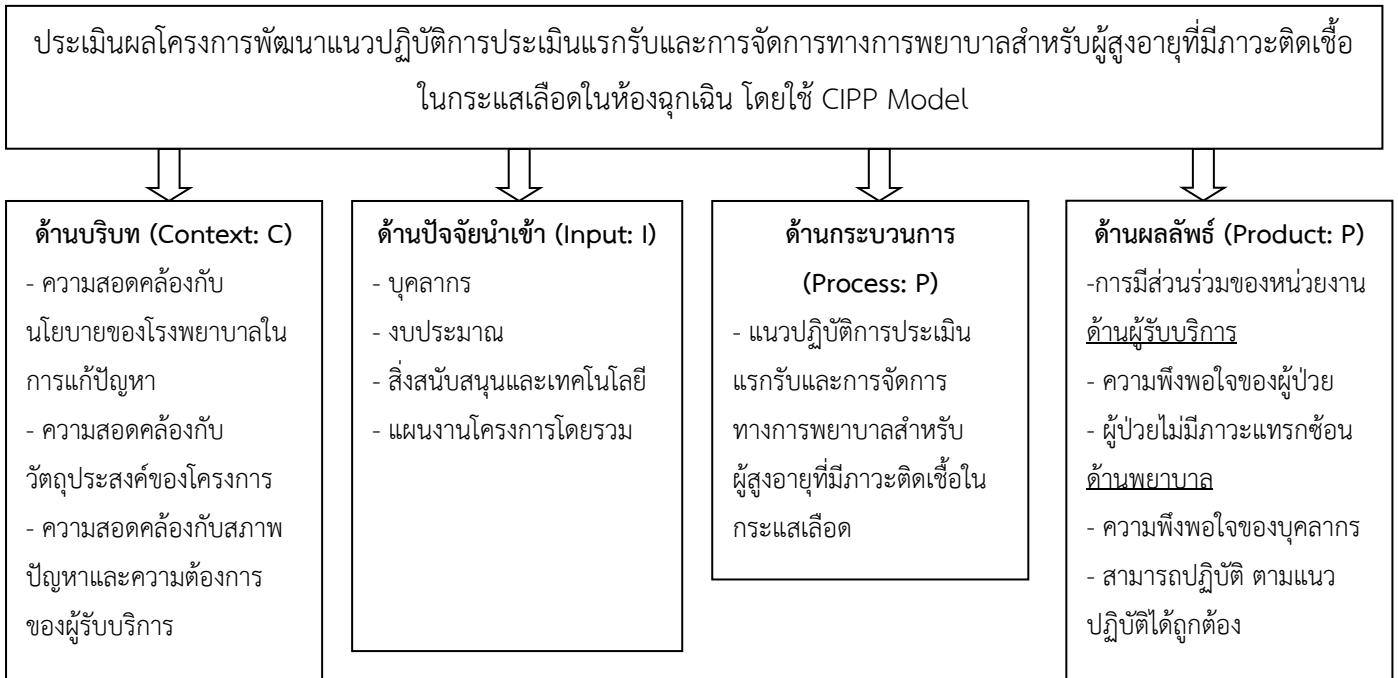 ประเมินผลโครงการพัฒนาแนวปฏิบัติการประเมินแรกรับและการจัดการทางการพยาบาลสำหรับผู้สูงอายุที่มีภาวะติดเชื้อ
ในกระแสเลือดในห้องฉุกเฉิน โดยใช้ CIPP Model
ด้านบริบท (Context: C)
- ความสอดคล้องกับ
นโยบายของโรงพยาบาลใน
การแก้ปัญหา
- ความสอดคล้องกับ
วัตถุประสงค์ของโครงการ
- ความสอดคล้องกับสภาพ
ปัญหาและความต้องการ
ของผู้รับบริการ
ด้านปัจจัยนำเข้า (Input: I)
- บุคลากร
- งบประมาณ
- สิ่งสนับสนุนและเทคโนโลยี
- แผนงานโครงการโดยรวม
ด้านกระบวนการ
(Process: P)
- แนวปฏิบัติการประเมิน
แรกรับและการจัดการ
ทางการพยาบาลสำหรับ
ผู้สูงอายุที่มีภาวะติดเชื้อใน
กระแสเลือด
ด้านผลลัพธ์ (Product: P)
-การมีส่วนร่วมของหน่วยงาน
ด้านผู้รับบริการ
- ความพึงพอใจของผู้ป่วย
- ผู้ป่วยไม่มีภาวะแทรกซ้อน
ด้านพยาบาล
- ความพึงพอใจของบุคลากร
- สามารถปฏิบัติ ตามแนว
ปฏิบัติได้ถูกต้อง